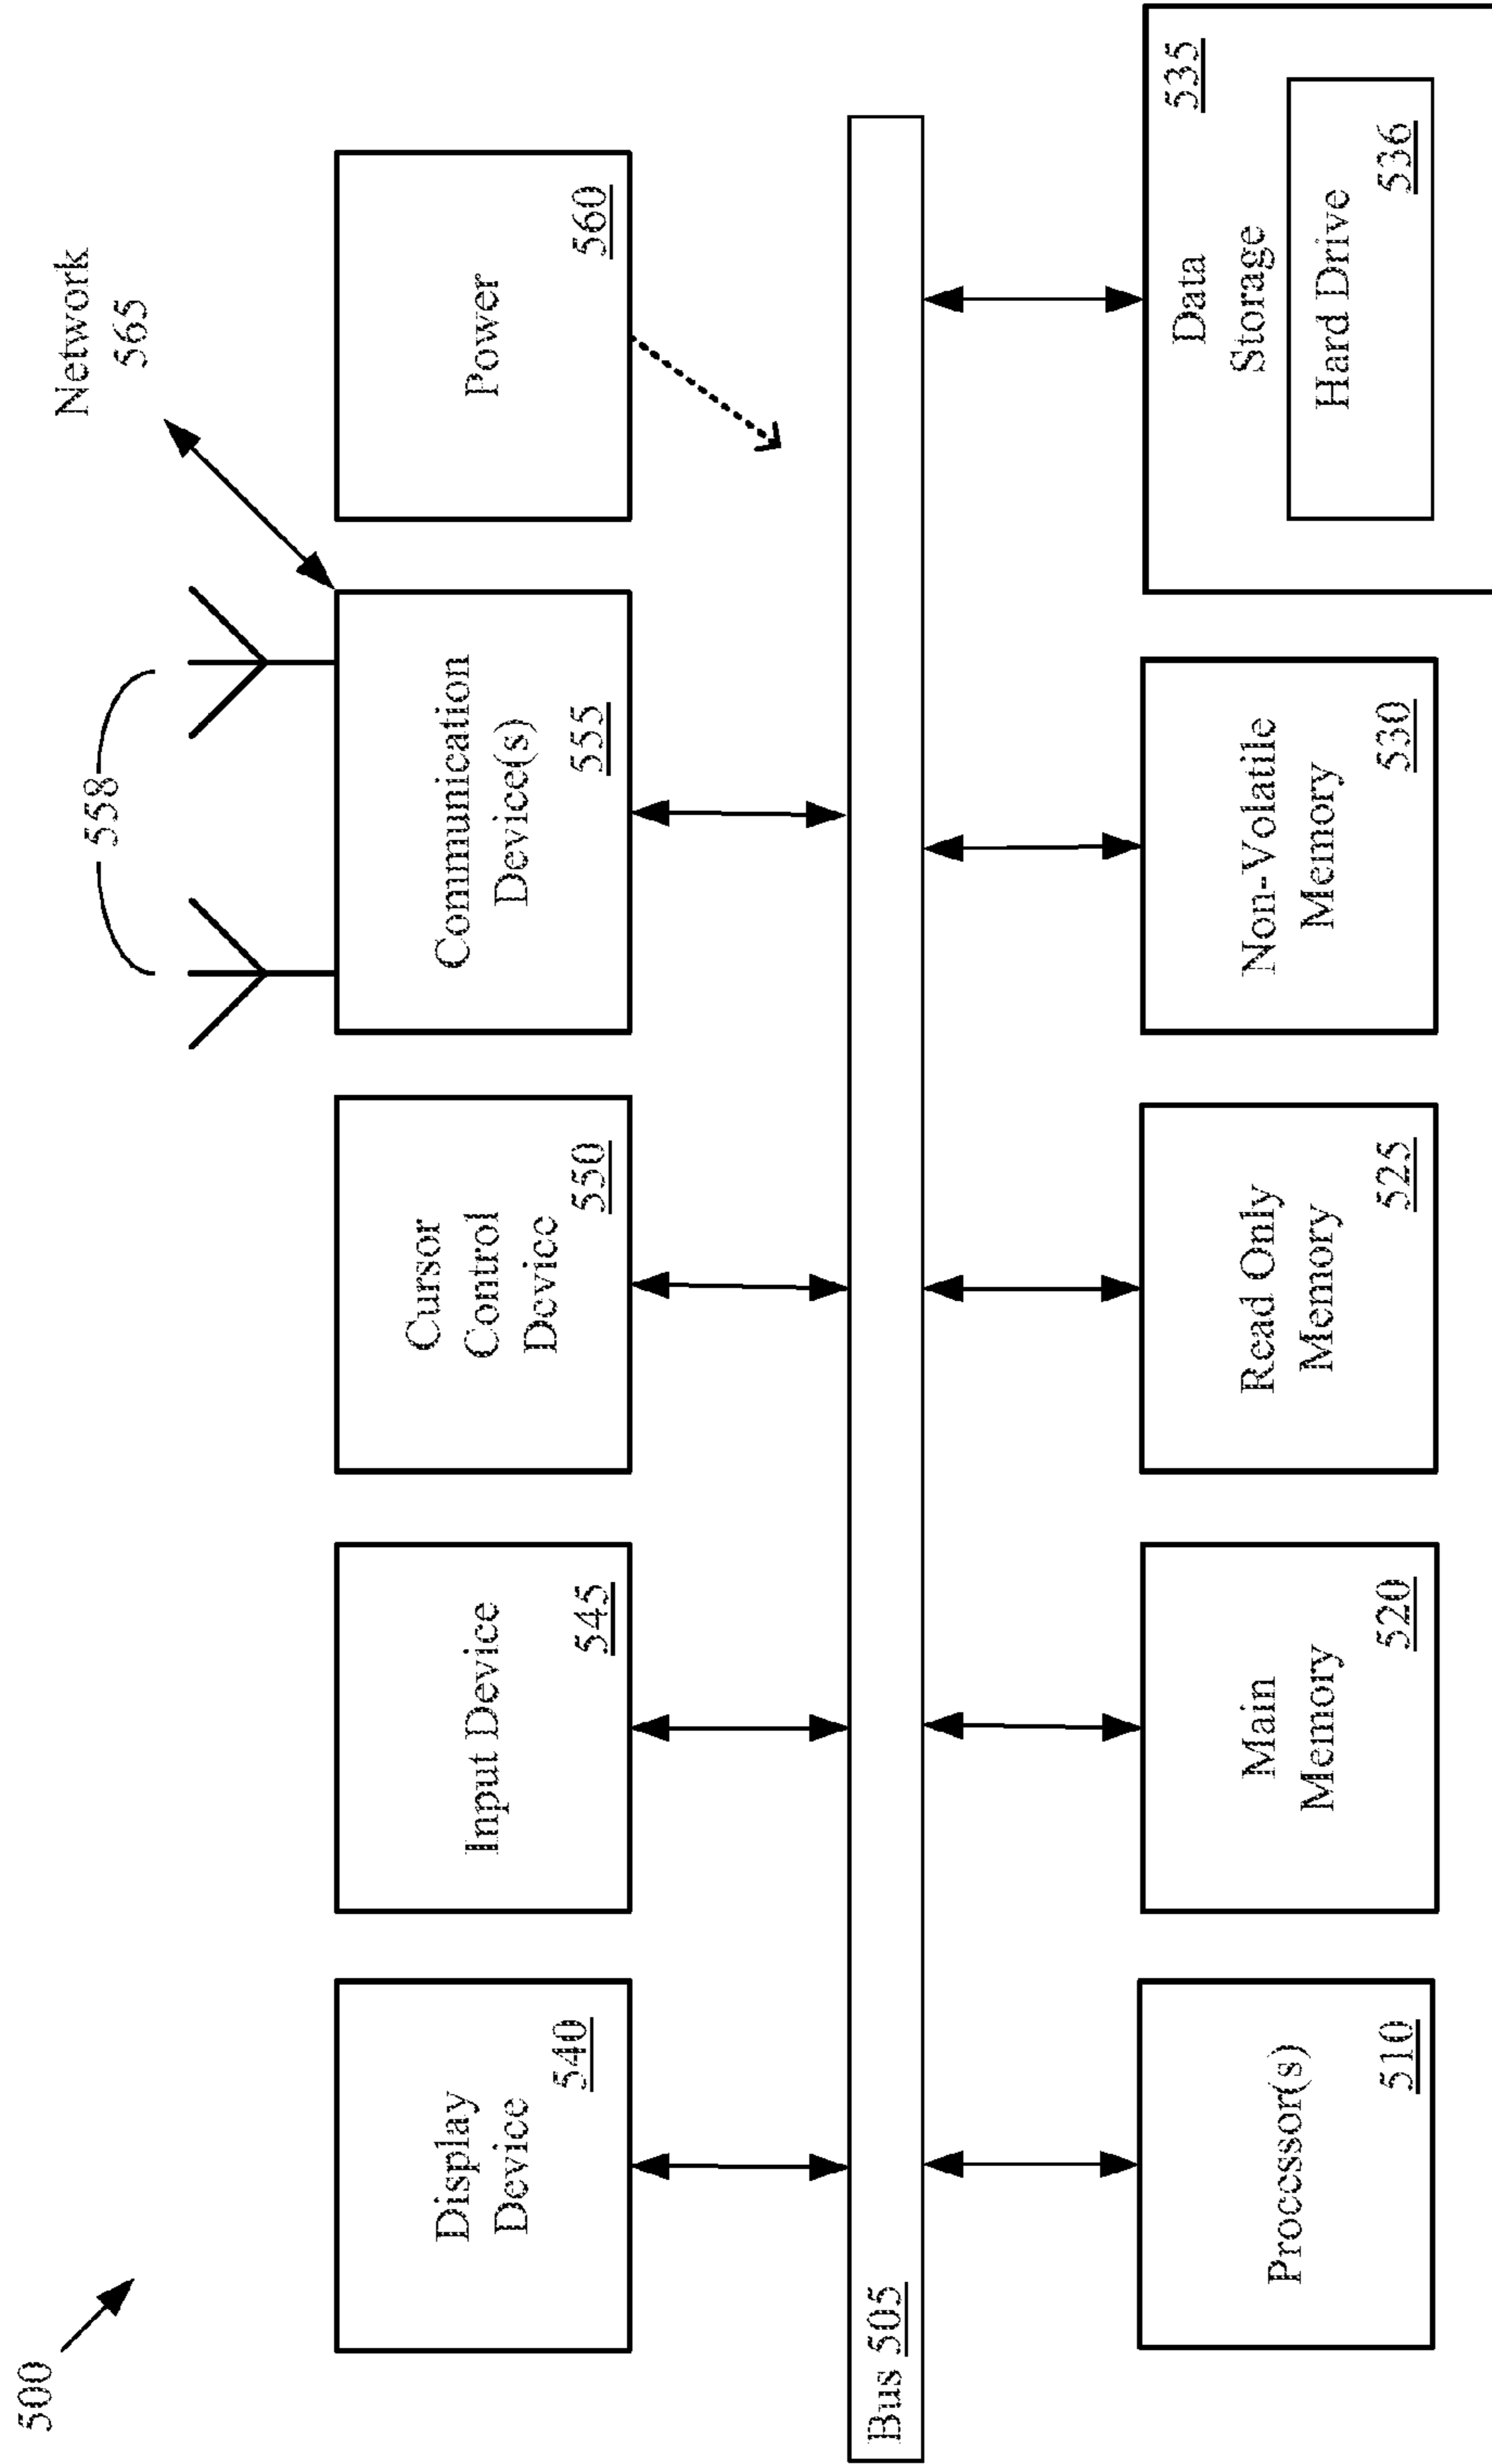 500
Network
565
558
Display
Device
540
Input Device
545
Cursor
Control
Device
550
Communication
Device(s)
555
Power
560
Bus 505
Processor(s)
510
Main
Memory
520
Read Only
Memory
525
Non-Volatile
Memory
530
535
Data
Storage
Hard Drive
536